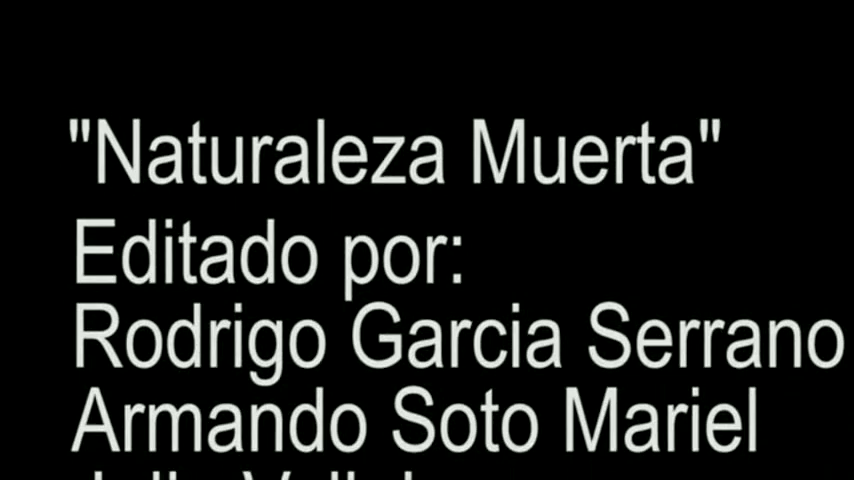 "Naturaleza Muerta"
Editado por:
Rodrigo Garcia Serrano
Armando Soto Mariel